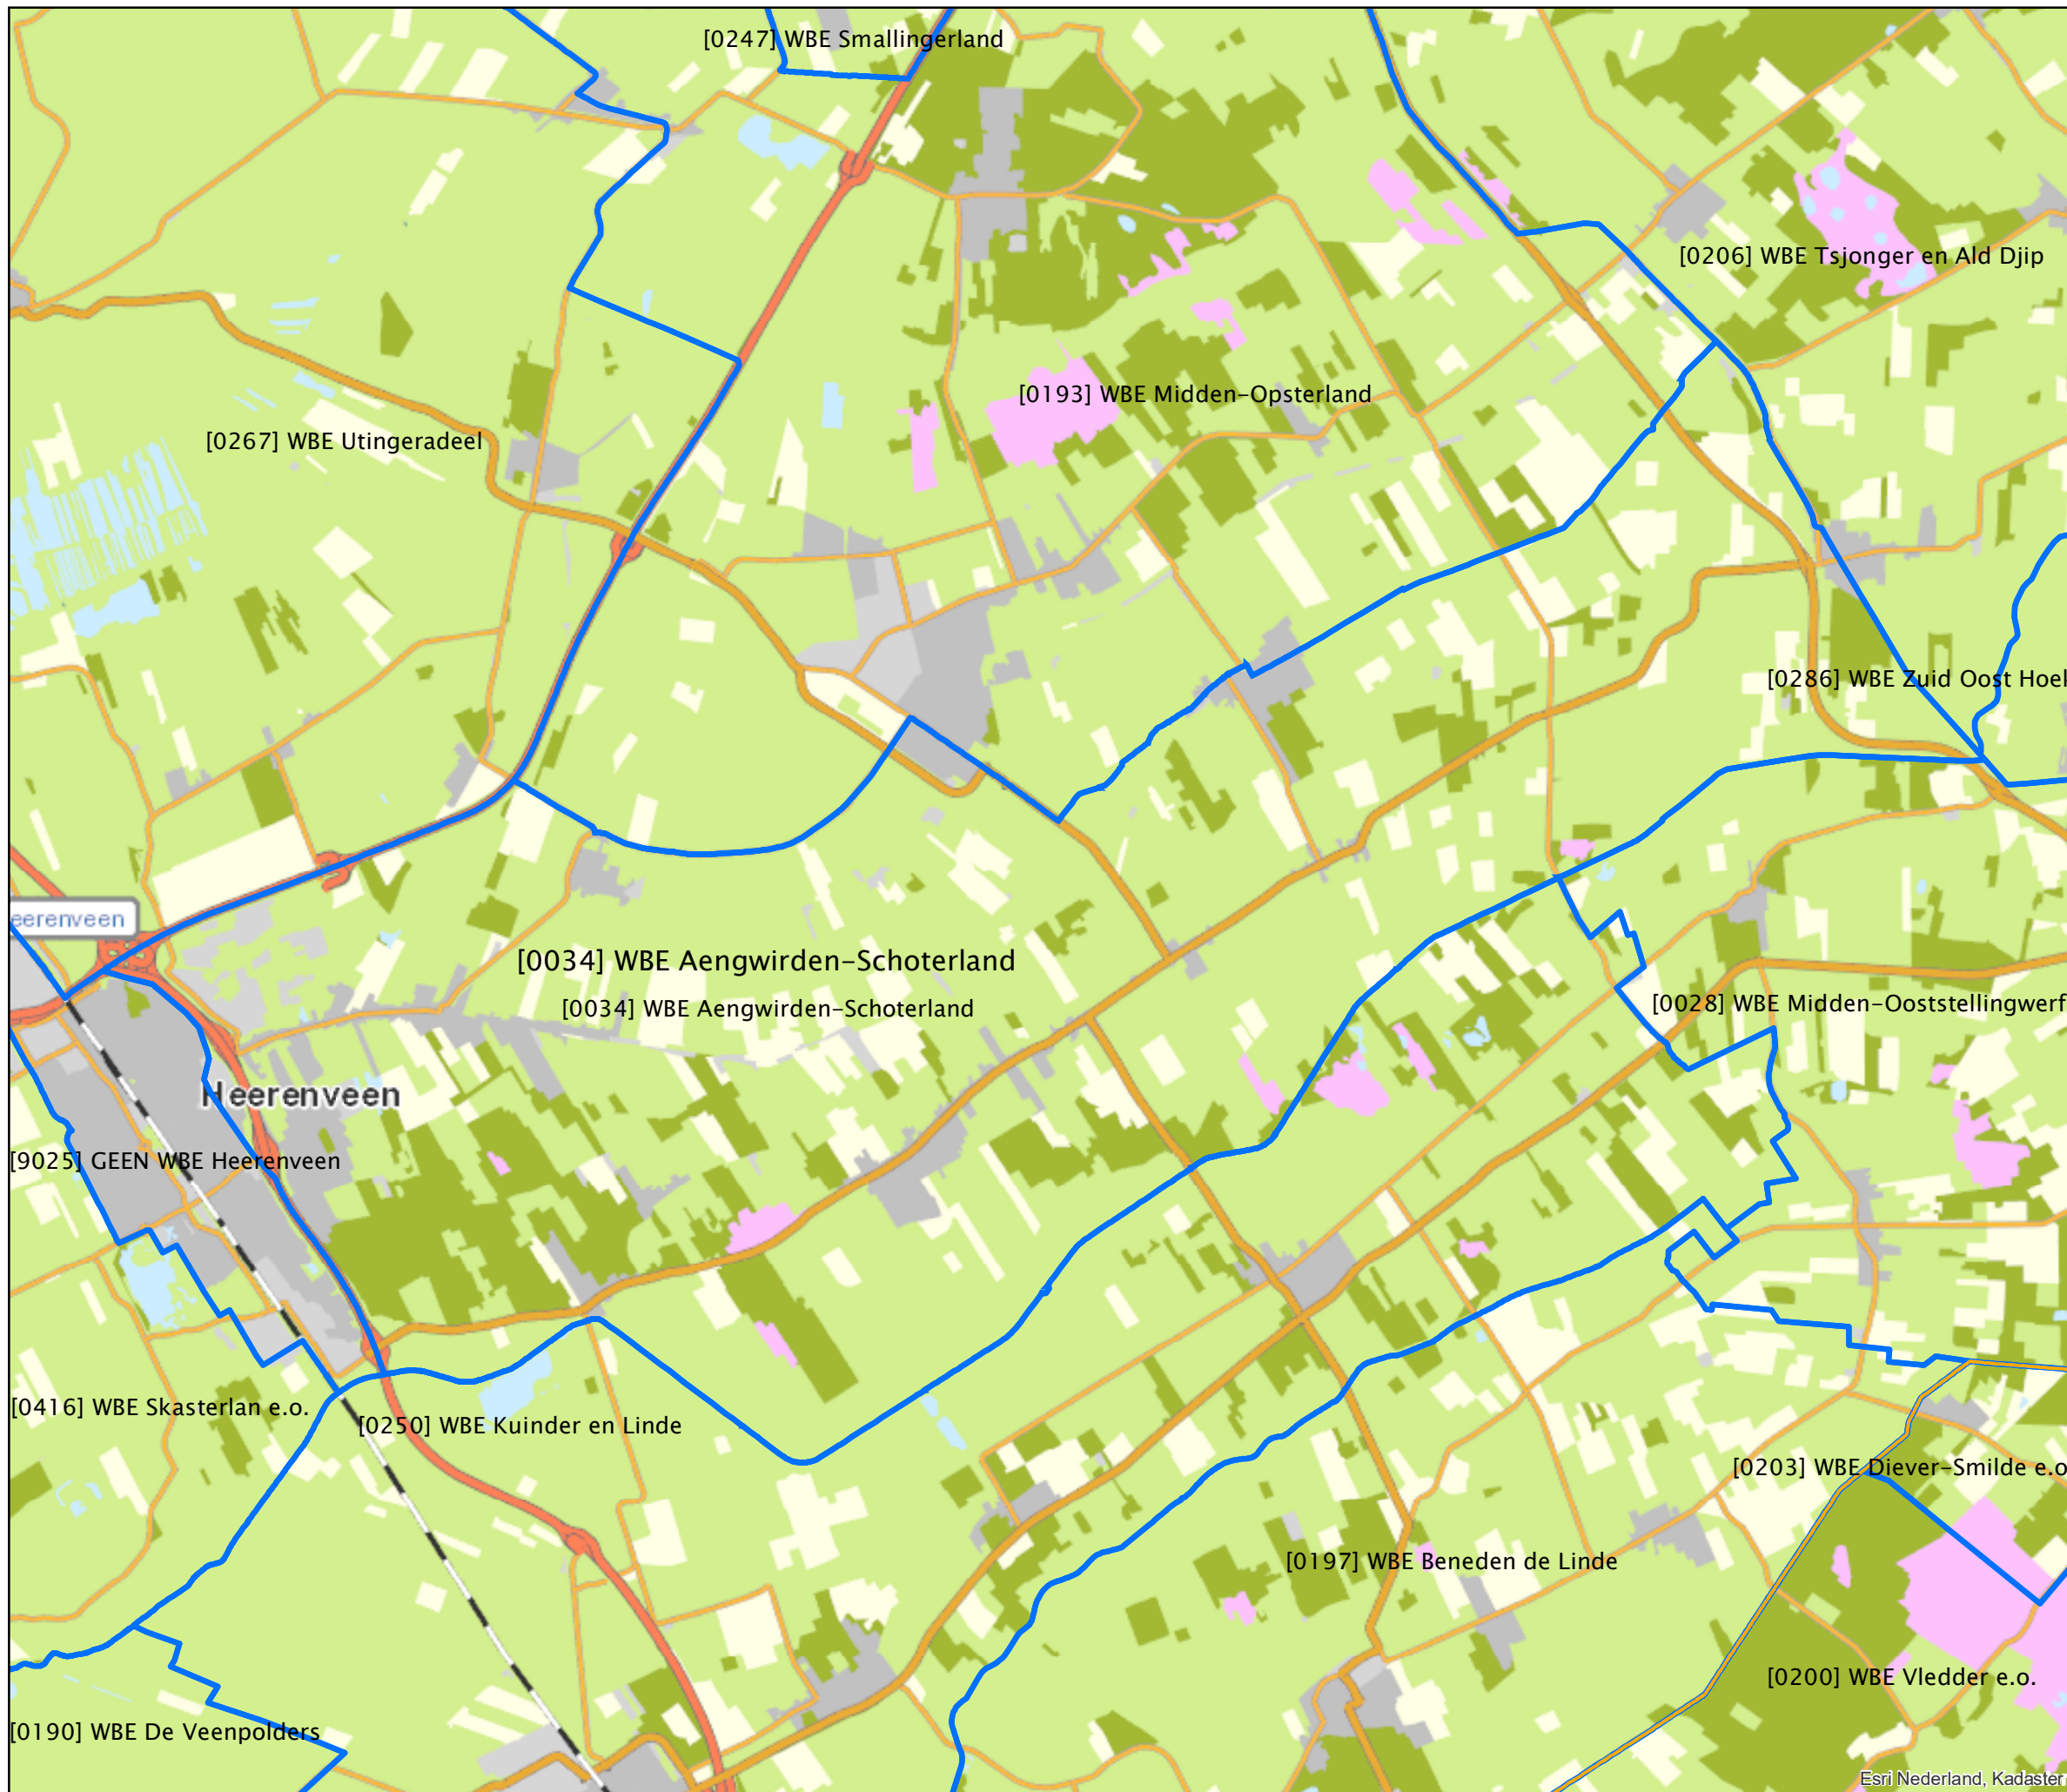 [0247] WBE Smallingerland
[0206] WBE Tsjonger en Ald Djip
[0193] WBE Midden-Opsterland
[0267] WBE Utingeradeel
[0286] WBE Zuid Oost Hoel
eerenveen
[0034] WBE Aengwirden-Schoterland
[0028] WBE Midden-Ooststellingwerf
[0034] WBE Aengwirden-Schoterland
Heerenveen
[9025] GEEN WBE Heerenveen
[0416] WBE Skasterlan e.o.
[0250] WBE Kuinder en Linde
[0203] WBE Diever-Smilde e.o
[0197] WBE Beneden de Linde
[0200] WBE Vledder e.o.
[0190] WBE De Veenpolders
Esri Nederland, Kadaster